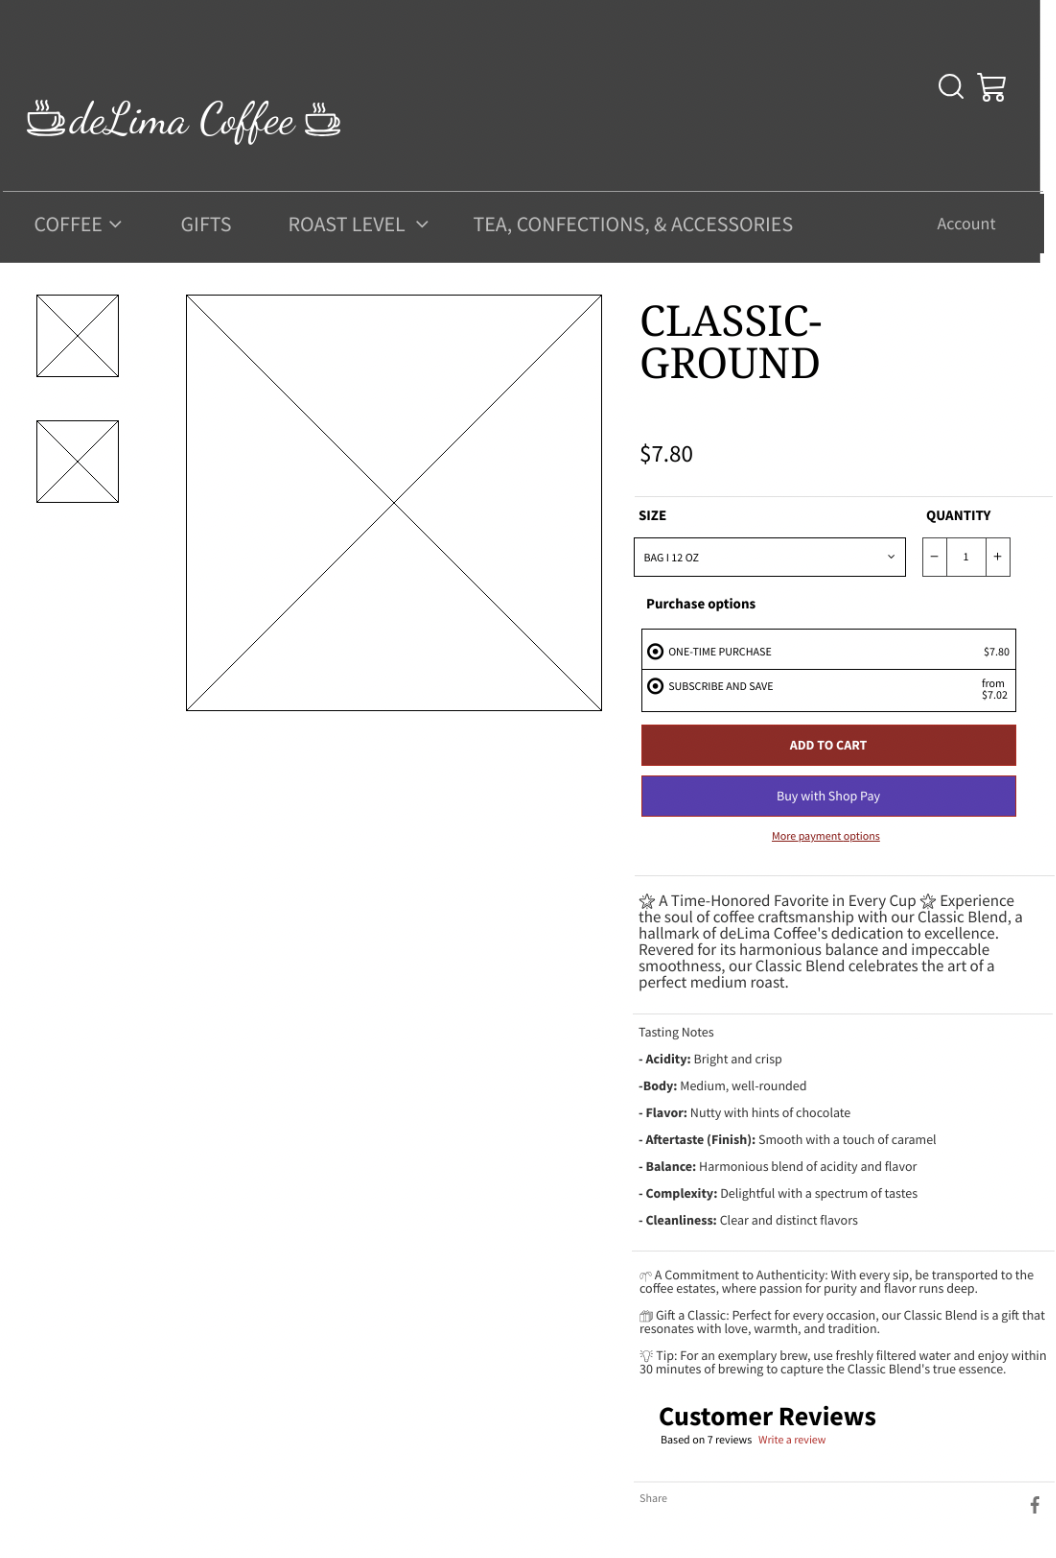 deLima Coffee
COFFEE
GIFTS
ROAST LEVEL
TEA, CONFECTIONS, & ACCESSORIES
Account
CLASSIC-
GROUND
$7.80
SIZE
QUANTITY
BAG I 12 OZ
− 1 +
Purchase options
ONE-TIME PURCHASE $7.80
SUBSCRIBE AND SAVE
from
$7.02
ADD TO CART
Buy with Shop Pay
More payment options
A Time-Honored Favorite in Every Cup Experience
the soul of coffee craftsmanship with our Classic Blend, a
hallmark of deLima Coffee's dedication to excellence.
Revered for its harmonious balance and impeccable
smoothness, our Classic Blend celebrates the art of a
perfect medium roast.
Tasting Notes
- Acidity: Bright and crisp
-Body: Medium, well-rounded
- Flavor: Nutty with hints of chocolate
- Aftertaste (Finish): Smooth with a touch of caramel
- Balance: Harmonious blend of acidity and flavor
- Complexity: Delightful with a spectrum of tastes
- Cleanliness: Clear and distinct flavors
A Commitment to Authenticity: With every sip, be transported to the
coffee estates, where passion for purity and flavor runs deep.
Gift a Classic: Perfect for every occasion, our Classic Blend is a gift that
resonates with love, warmth, and tradition.
Tip: For an exemplary brew, use freshly filtered water and enjoy within
30 minutes of brewing to capture the Classic Blend's true essence.
Customer Reviews
Based on 7 reviews Write a review
Share